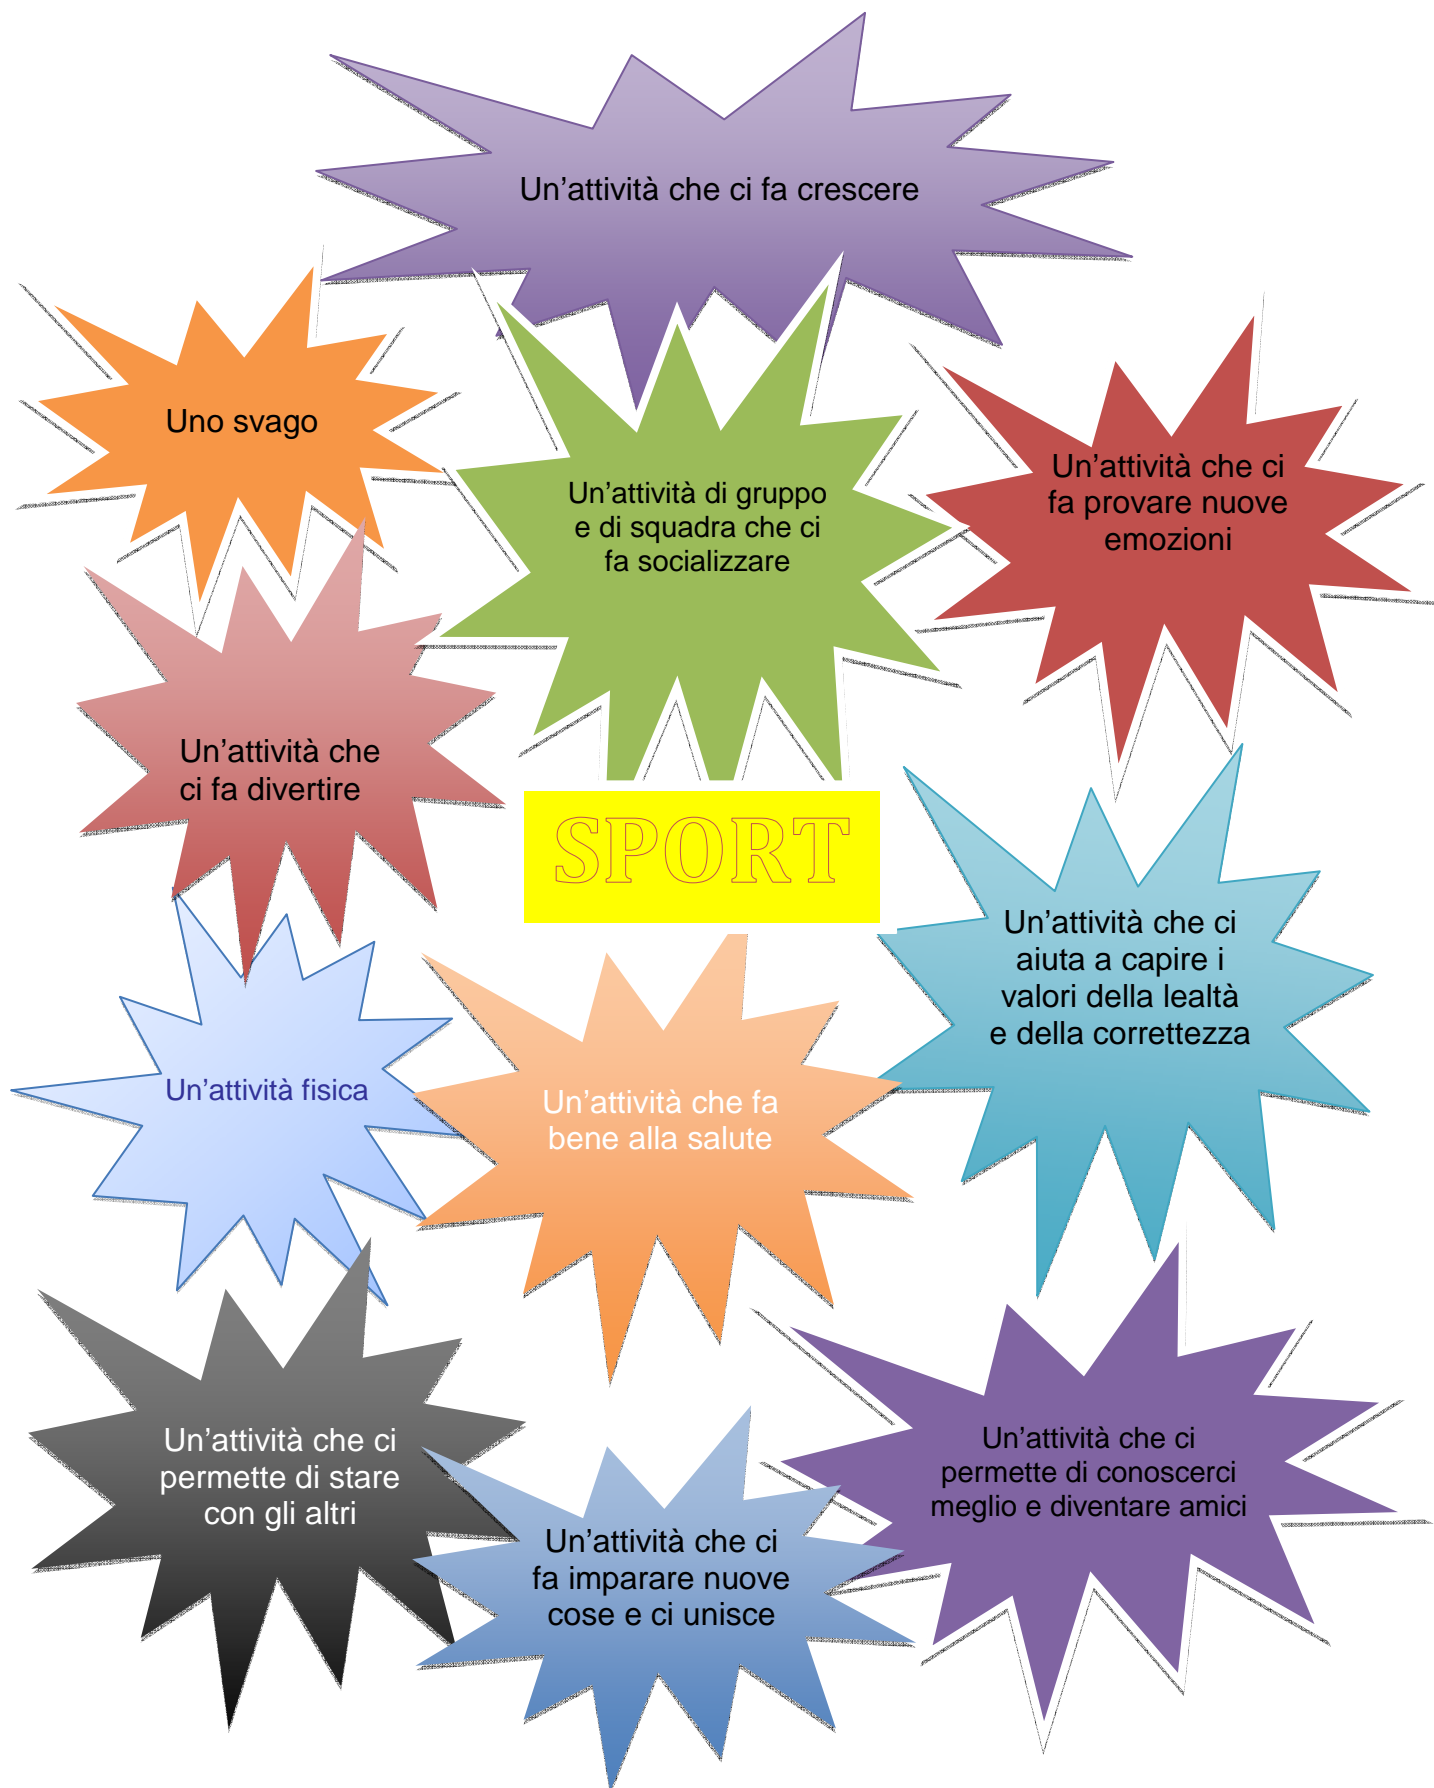 Un'attività che ci fa crescere
Uno svago
Un'attività di gruppo
e di squadra che ci
fa socializzare
Un'attività che ci
fa provare nuove
emozioni
Un'attività che
ci fa divertire
SPORT
Un'attività che ci
aiuta a capire i
valori della lealtà
e della correttezza
Un'attività fisica
Un'attività che fa
bene alla salute
Un'attività che ci
permette di stare
con gli altri
Un'attività che ci
fa imparare nuove
cose e ci unisce
Un'attività che ci
permette di conoscerci
meglio e diventare amici